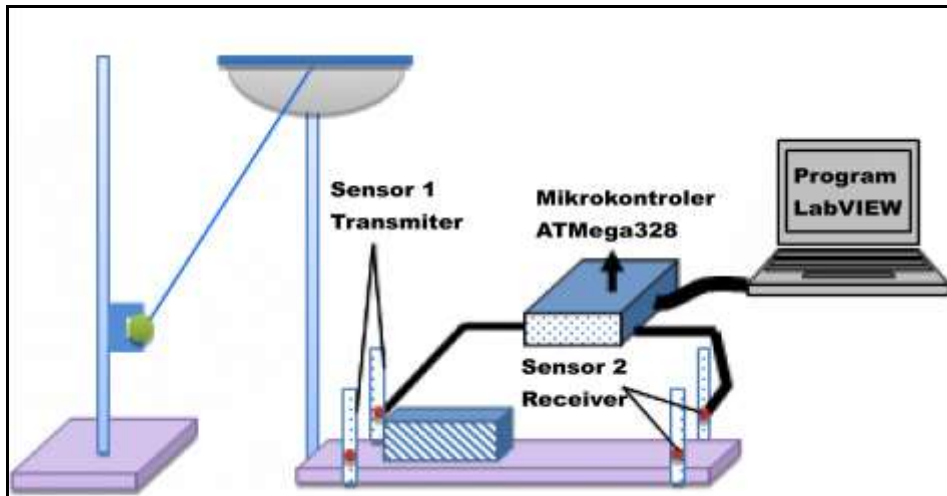 Sensor 1
Transmiter
Mikrokontroler
ATMega328
Program
LabVIEW
Sensor 2
Receiver